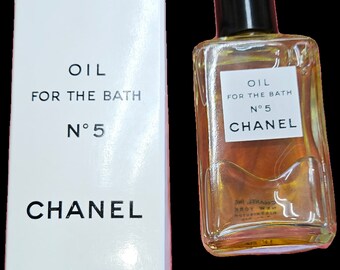 OIL
FOR THE BATH
N° 5
CHANEL
OIL
FOR THE BATH
N° 5
CHANEL